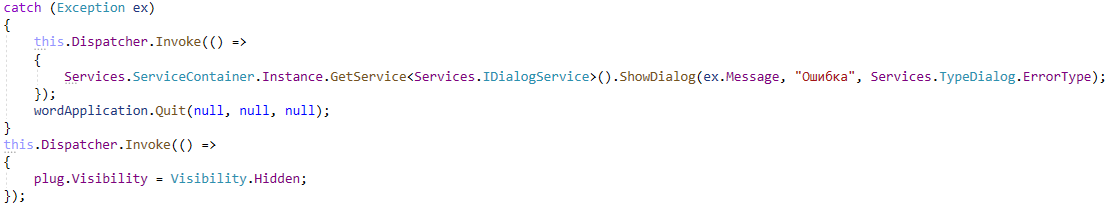 catch (Exception ex)
{
    this.Dispatcher.Invoke(() =>
    {
        Services.ServiceContainer.Instance.GetService<Services.IDialogService>().ShowDialog(ex.Message, "Ошибка", Services.TypeDialog.ErrorType);
    });
    wordApplication.Quit(null, null, null);
}
this.Dispatcher.Invoke(() =>
{
    plug.Visibility = Visibility.Hidden;
});